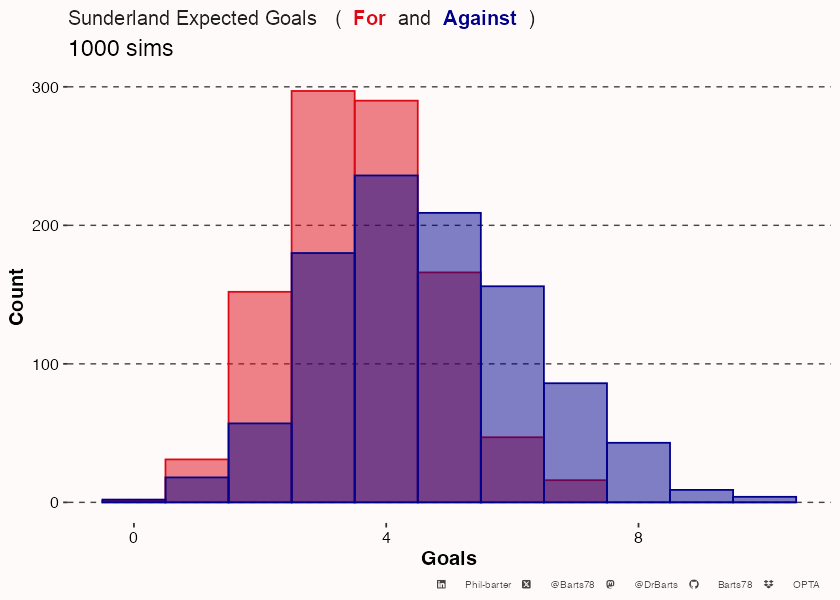 Sunderland Expected Goals ( For and Against )
1000 sims
300
200
100
0
Count
0 4 8
Goals
Phil-barter @Barts78 @DrBarts Barts78 OPTA